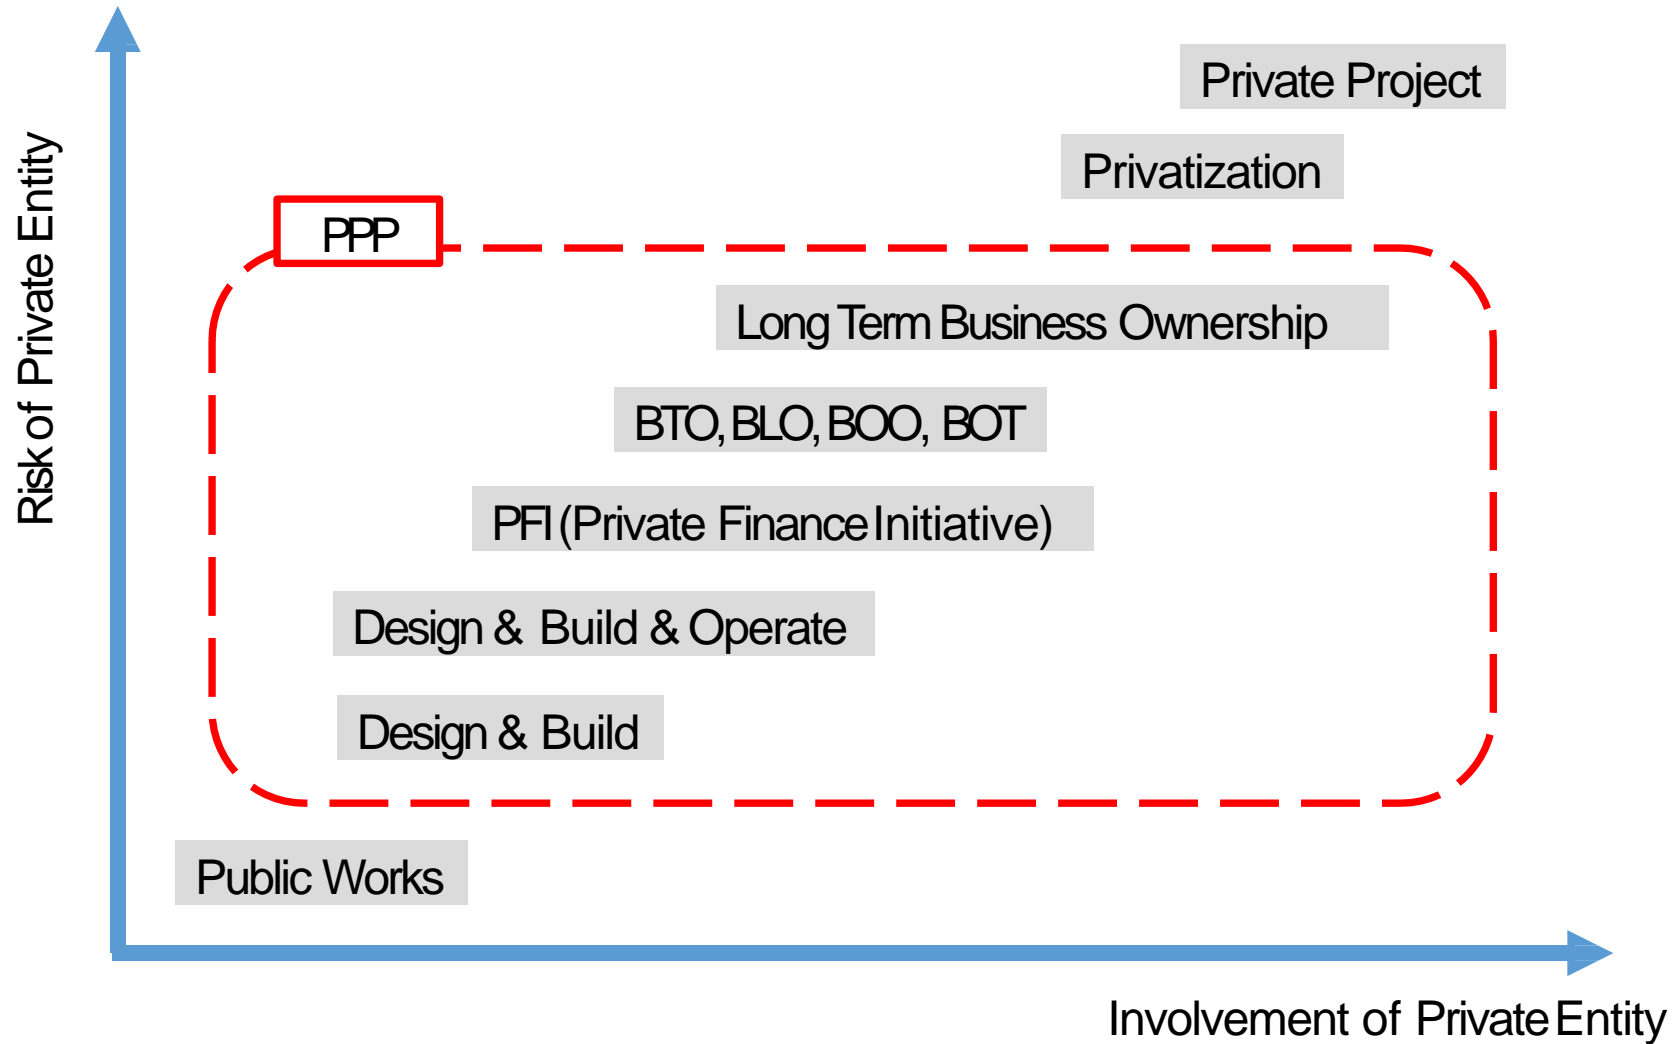 Private Project
Privatization
PPP
Long Term Business Ownership
BTO, BLO, BOO, BOT
PFI (Private Finance Initiative)
Design & Build & Operate
Design & Build
Public Works
Risk of Private Entity
Involvement of Private Entity